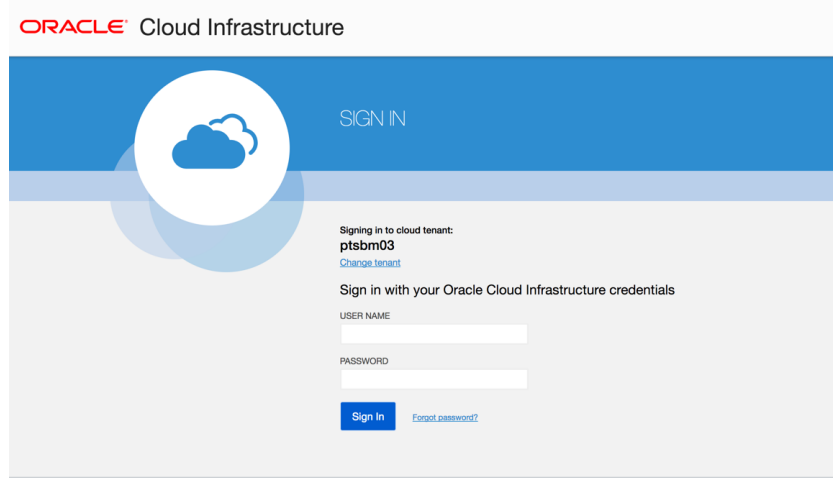 ORACLE Cloud Infrastructure
SIGN IN
Signing in to cloud tenant:
ptsbm03
Change tenant
Sign in with your Oracle Cloud Infrastructure credentials
USER NAME
PASSWORD
Sign In Forgot password?